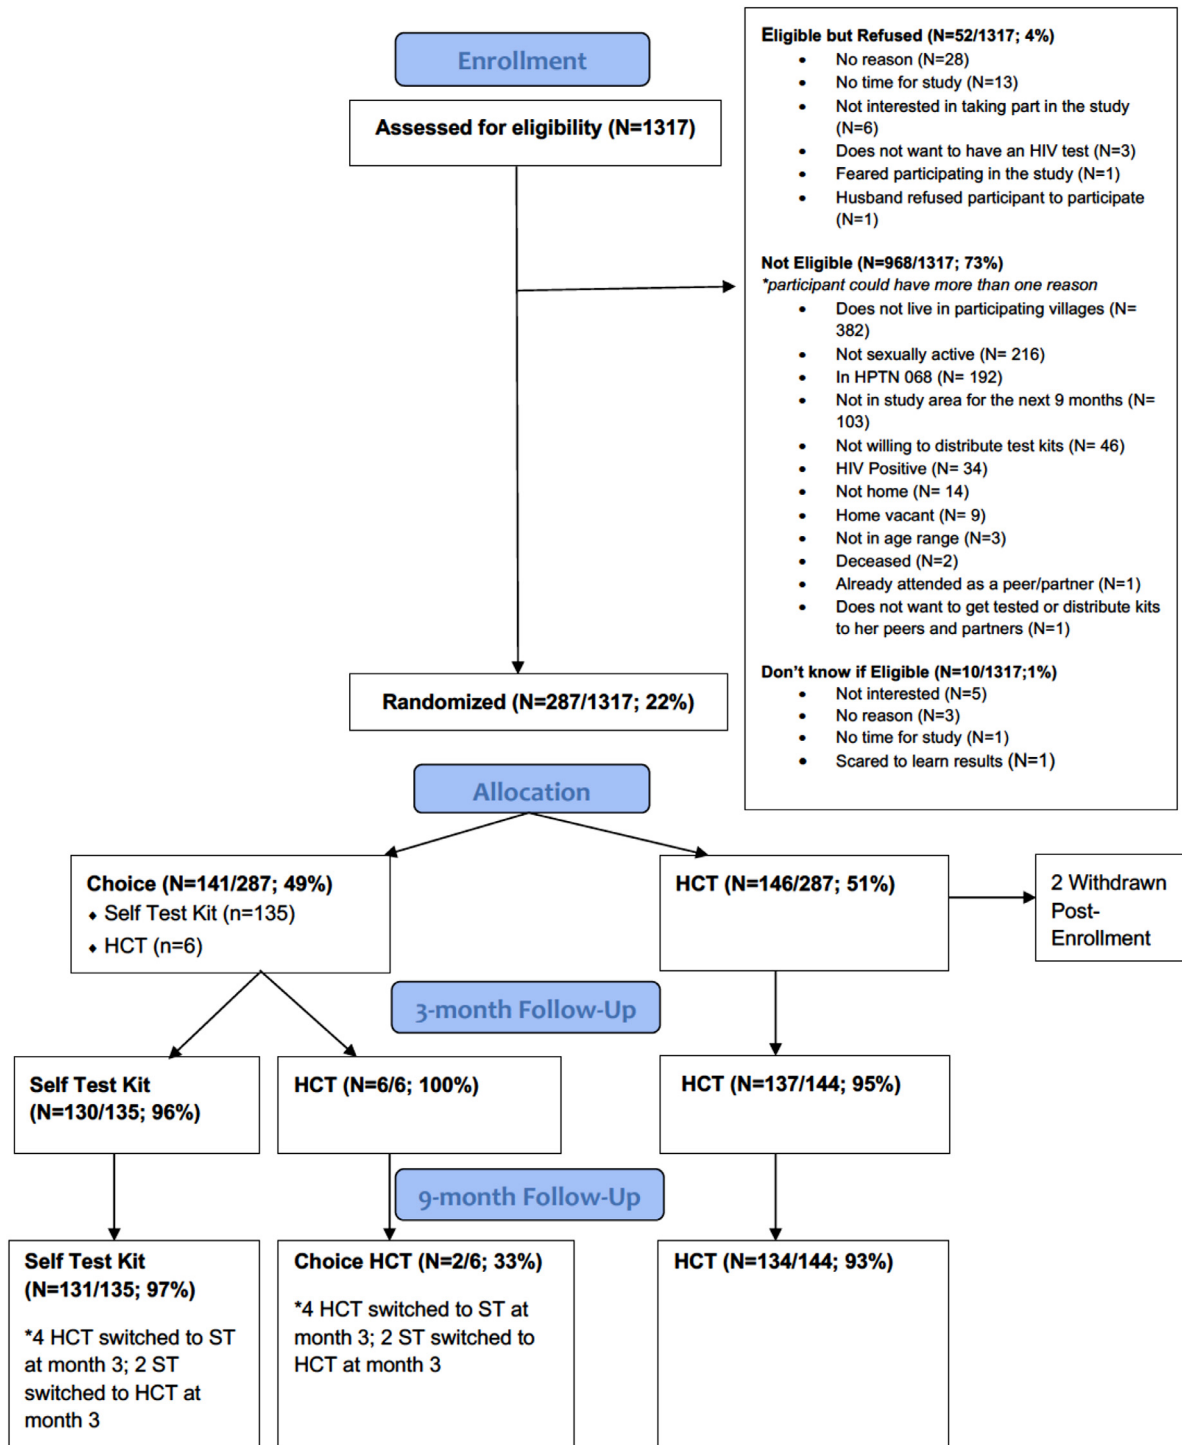 Enrollment
Assessed for eligibility (N=1317)
Eligible but Refused (N=52/1317; 4%)
• No reason (N=28)
• No time for study (N=13)
• Not interested in taking part in the study
(N=6)
• Does not want to have an HIV test (N=3)
• Feared participating in the study (N=1)
• Husband refused participant to participate
(N=1)
Not Eligible (N=968/1317; 73%)
*participant could have more than one reason
• Does not live in participating villages (N=
382)
• Not sexually active (N= 216)
• In HPTN 068 (N= 192)
• Not in study area for the next 9 months (N=
103)
• Not willing to distribute test kits (N= 46)
• HIV Positive (N= 34)
• Not home (N= 14)
• Home vacant (N= 9)
• Not in age range (N=3)
• Deceased (N=2)
• Already attended as a peer/partner (N=1)
• Does not want to get tested or distribute kits
to her peers and partners (N=1)
Don't know if Eligible (N=10/1317;1%)
• Not interested (N=5)
• No reason (N=3)
• No time for study (N=1)
• Scared to learn results (N=1)
Randomized (N=287/1317; 22%)
Allocation
Choice (N=141/287; 49%)
⬧ Self Test Kit (n=135)
⬧ HCT (n=6)
HCT (N=146/287; 51%)
2 Withdrawn
Post-
Enrollment
3-month Follow-Up
Self Test Kit
(N=130/135; 96%)
HCT (N=6/6; 100%)
HCT (N=137/144; 95%)
9-month Follow-Up
Self Test Kit
(N=131/135; 97%)
*4 HCT switched to ST
at month 3; 2 ST
switched to HCT at
month 3
Choice HCT (N=2/6; 33%)
*4 HCT switched to ST at
month 3; 2 ST switched to
HCT at month 3
HCT (N=134/144; 93%)